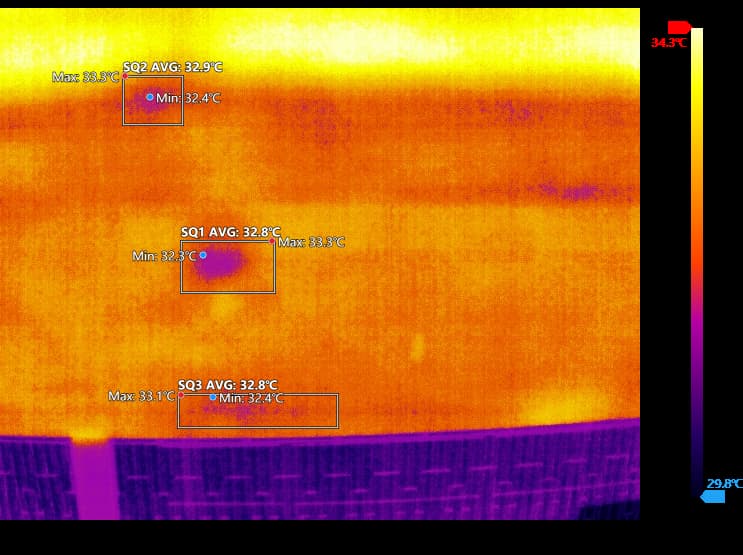 34.3℃
SQ2 AVG: 32.9℃
Max: 33.3℃
Min: 32.4℃
SQ1 AVG: 32.8℃
Max: 33.3℃
Min: 32.3℃
SQ3 AVG: 32.8℃
Max: 33.1℃
Min: 32.4℃
29.8℃